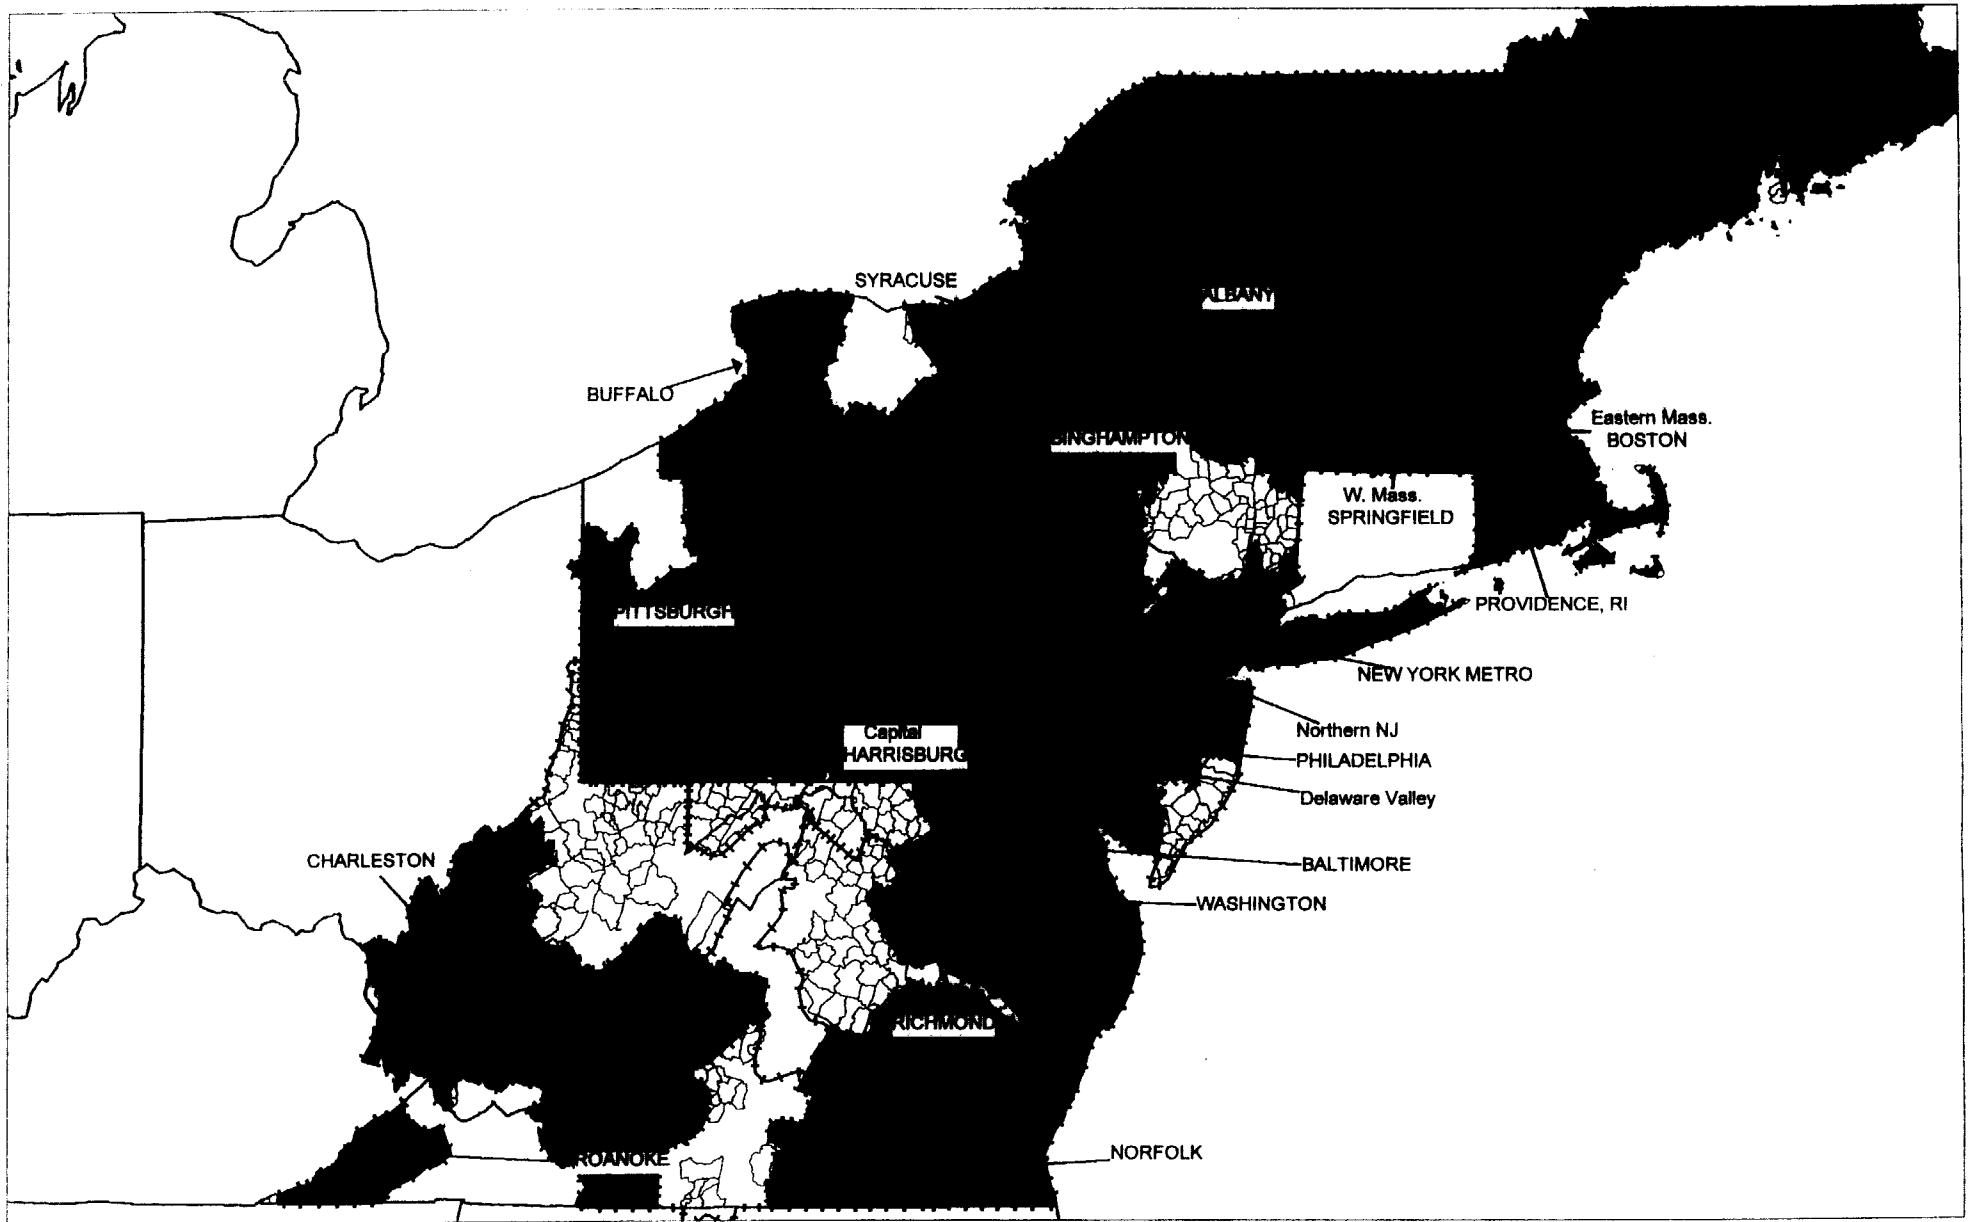 SYRACUSE
ALBANY
BUFFALO
Eastern Mass.
BOSTON
BINGHAMPTON
W. Mass.
SPRINGFIELD
PITTSBURGH
PROVIDENCE, RI
NEW YORK METRO
Northern NJ
Capital
HARRISBURG
PHILADELPHIA
Delaware Valley
CHARLESTON
BALTIMORE
WASHINGTON
RICHMOND
NORFOLK
ROANOKE